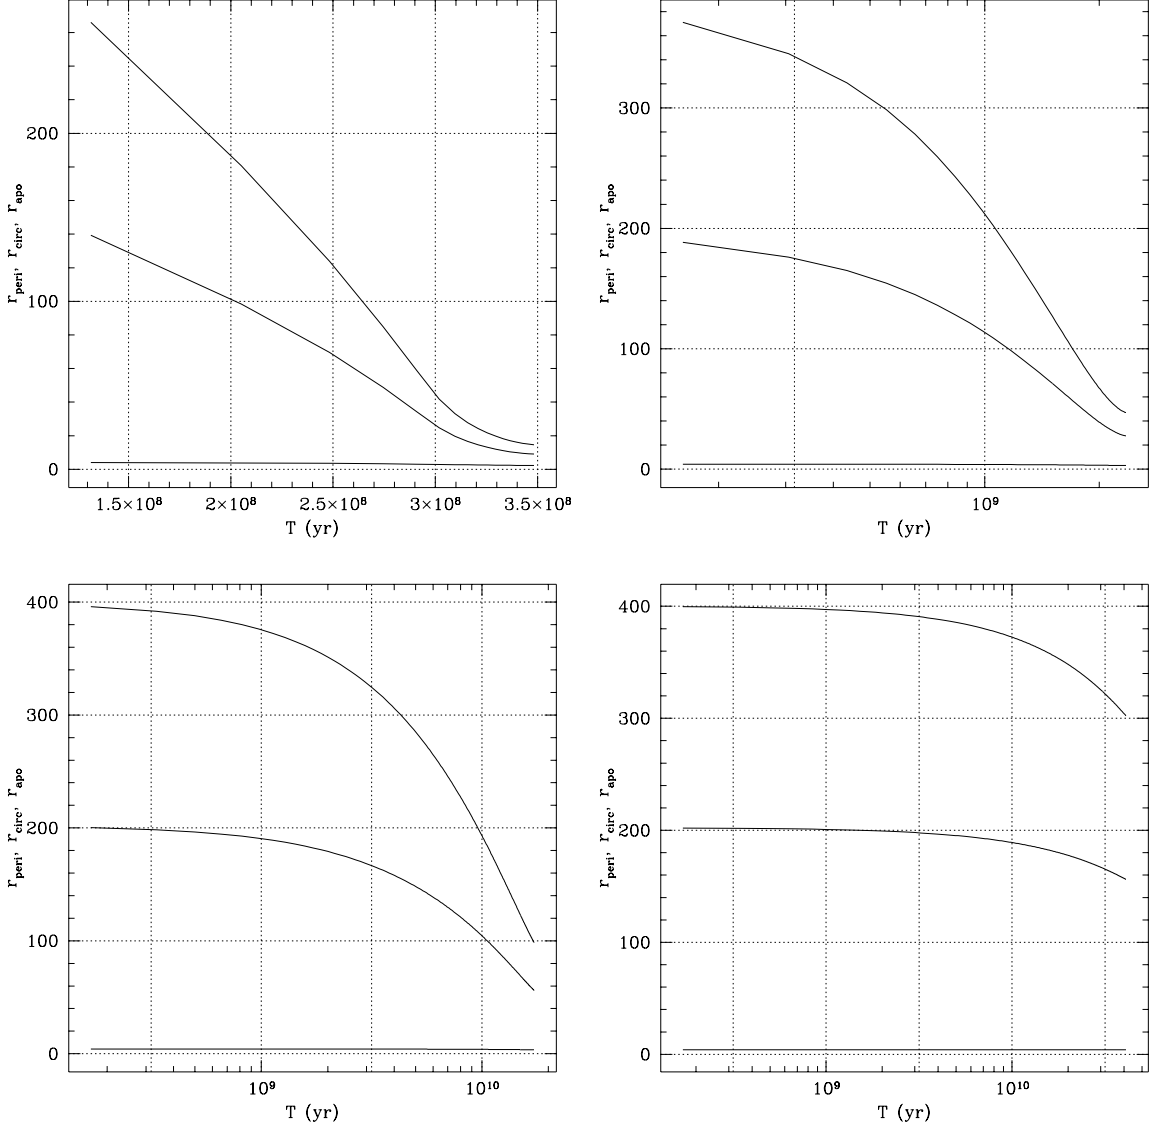 200
100
0
r_peri, r_circ, r_apo
1.5×10⁸ 2×10⁸ 2.5×10⁸ 3×10⁸ 3.5×10⁸
T (yr)
300
200
100
0
r_peri, r_circ, r_apo
10⁹
T (yr)
400
300
200
100
0
r_peri, r_circ, r_apo
10⁹ 10¹⁰
T (yr)
400
300
200
100
0
r_peri, r_circ, r_apo
10⁹ 10¹⁰
T (yr)